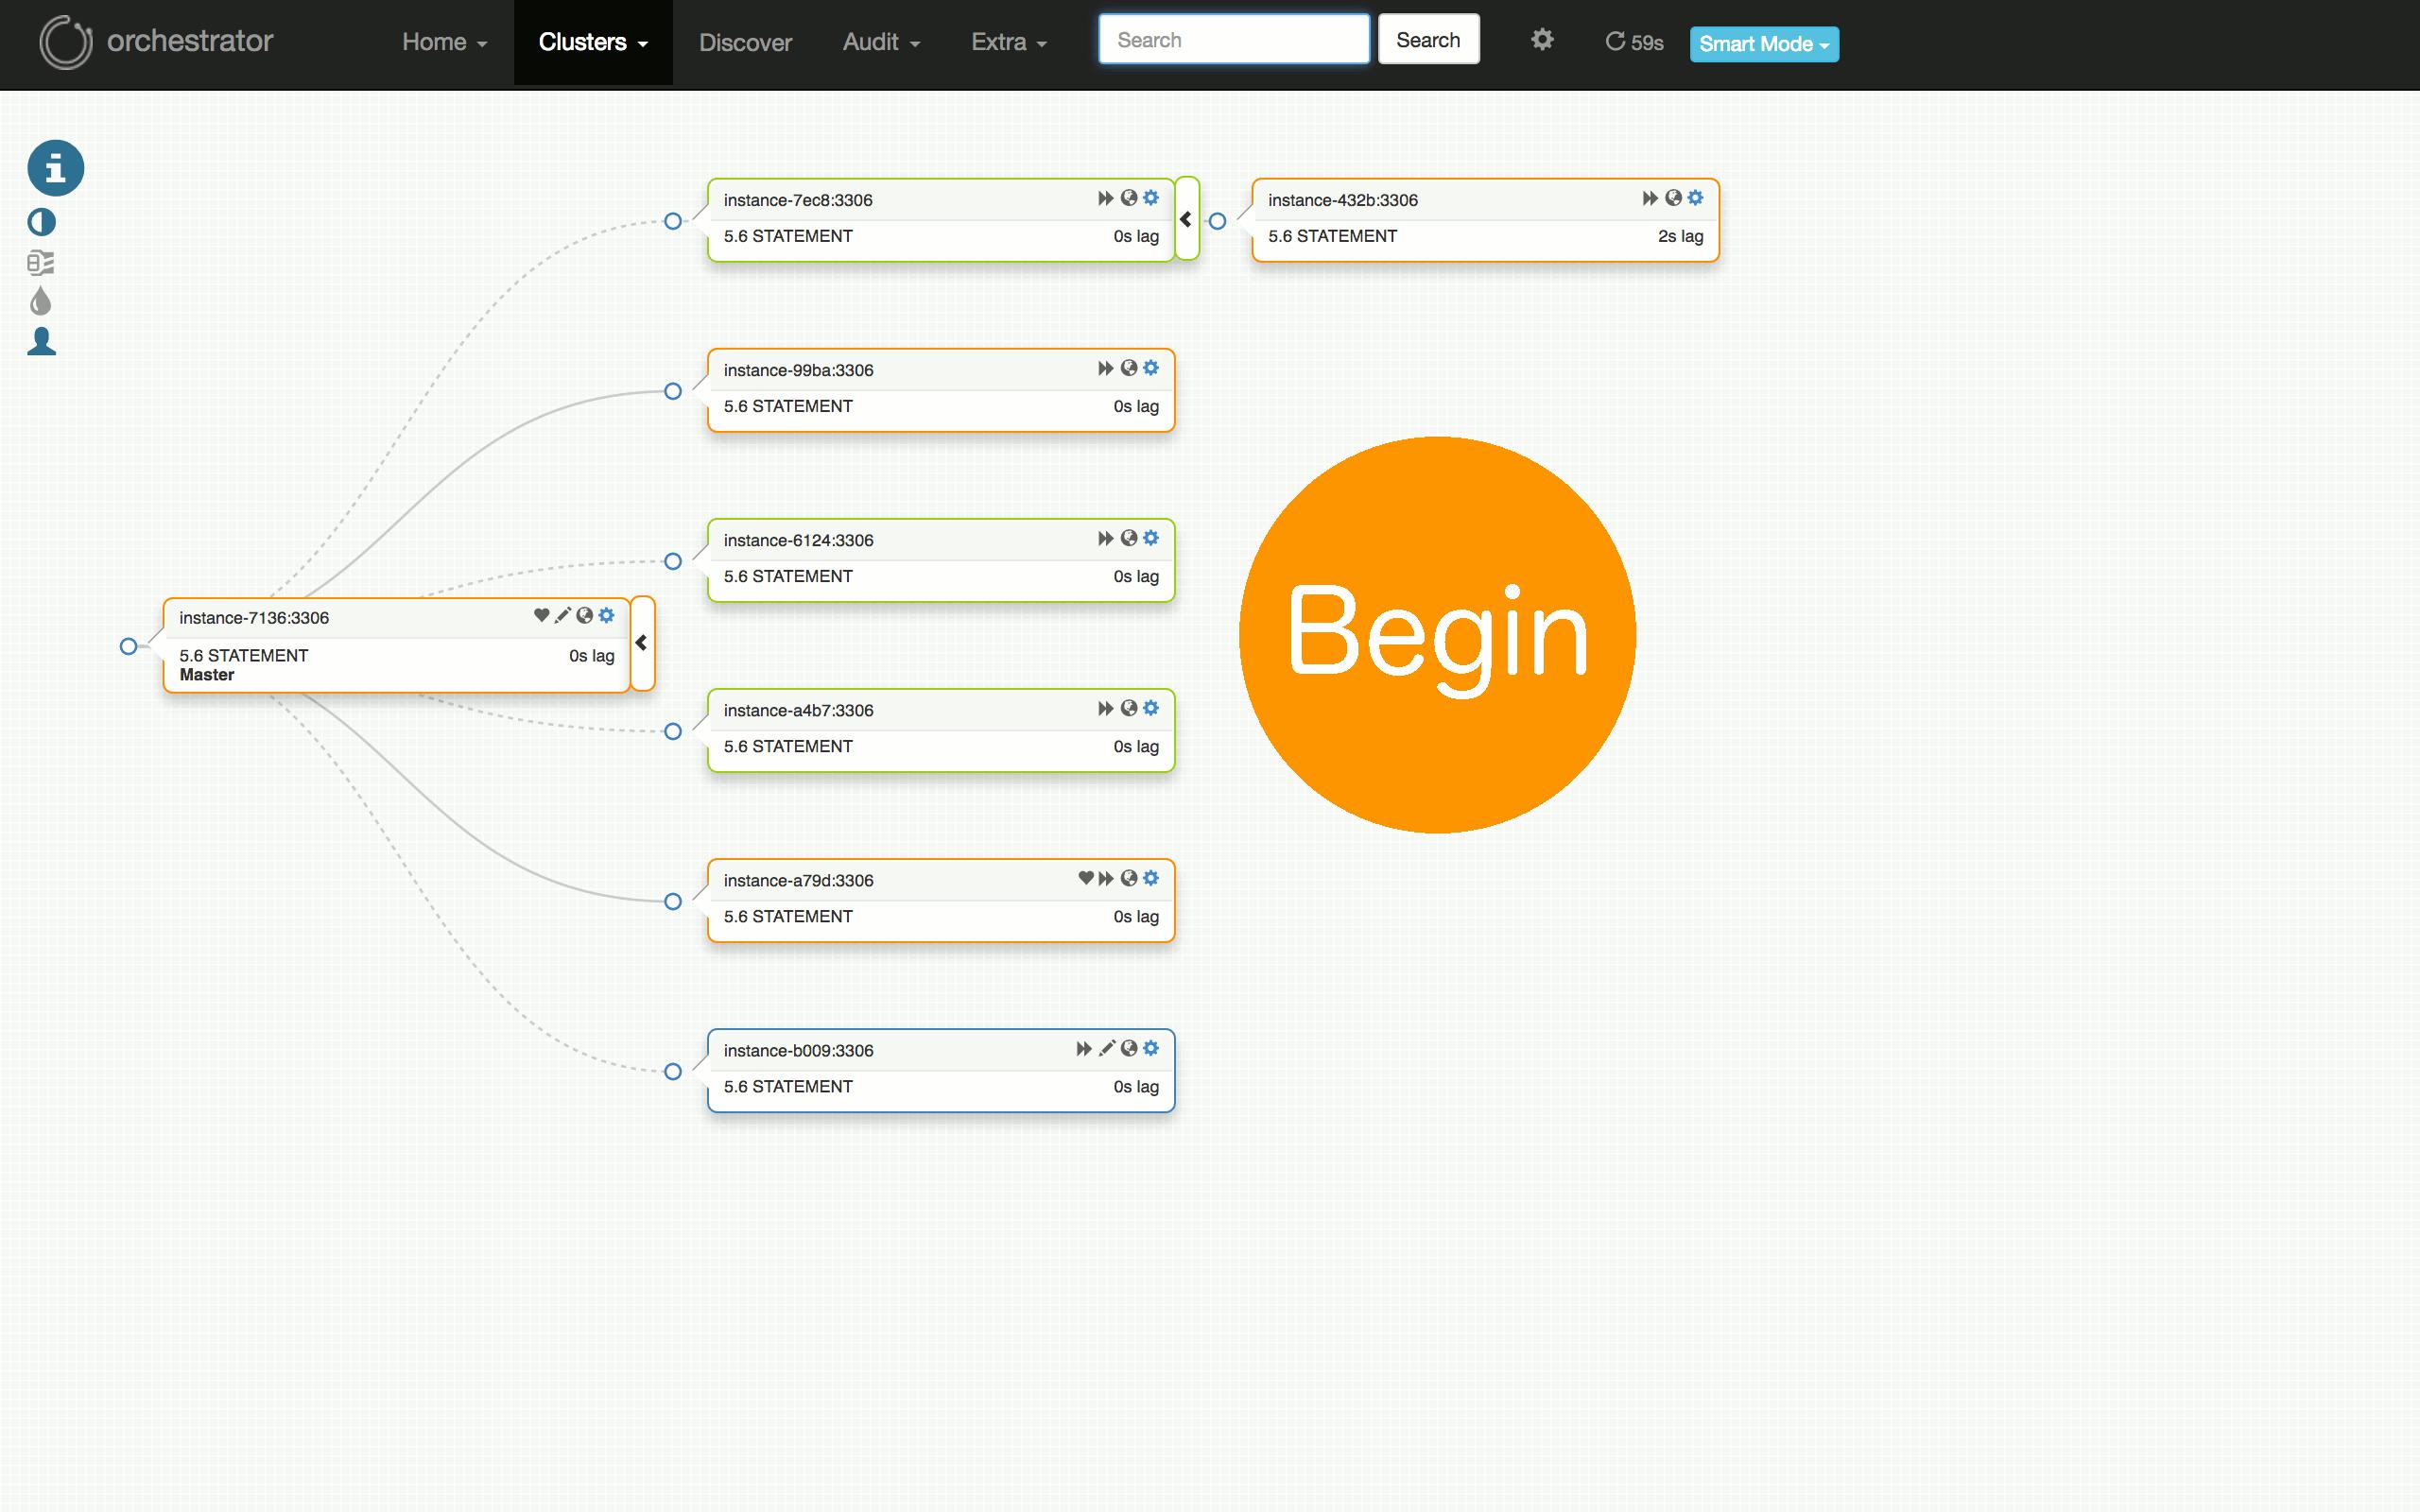 orchestrator Home Clusters Discover Audit Extra Search Search 59s Smart Mode
instance-7ec8:3306
5.6 STATEMENT 0s lag
instance-432b:3306
5.6 STATEMENT 2s lag
instance-99ba:3306
5.6 STATEMENT 0s lag
instance-6124:3306
5.6 STATEMENT 0s lag
instance-7136:3306
5.6 STATEMENT 0s lag
Master
Begin
instance-a4b7:3306
5.6 STATEMENT 0s lag
instance-a79d:3306
5.6 STATEMENT 0s lag
instance-b009:3306
5.6 STATEMENT 0s lag